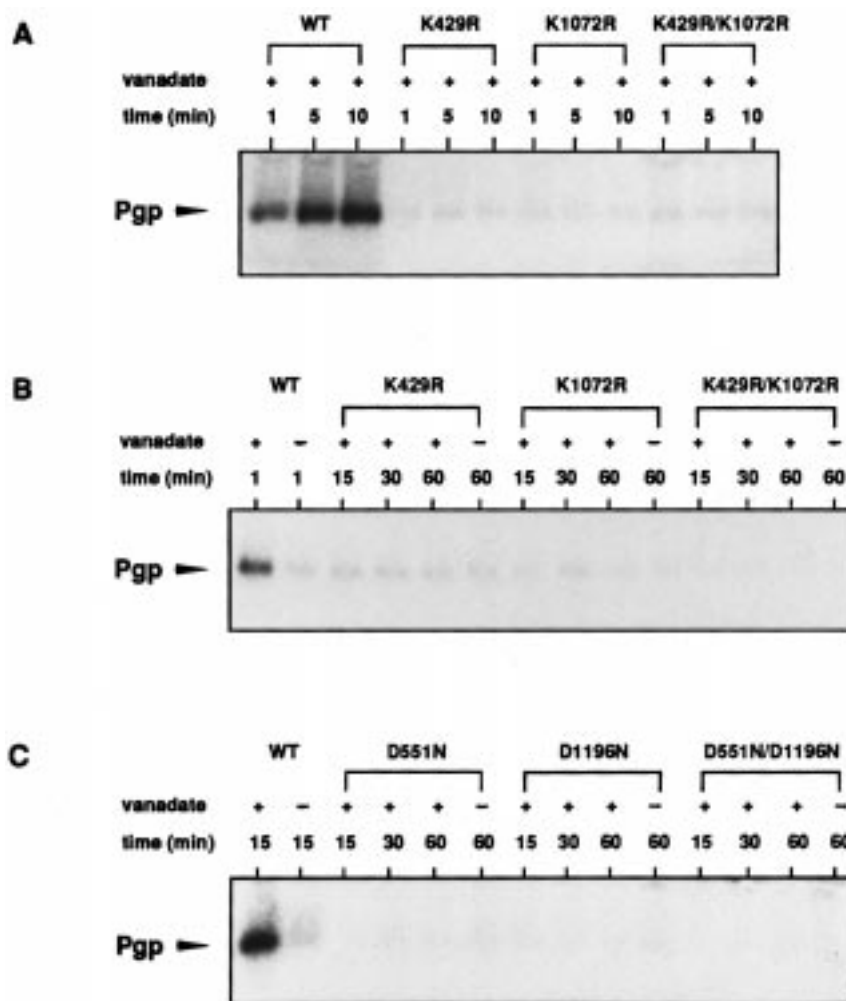 A
WT K429R K1072R K429R/K1072R
vanadate + + + + + + + + + + + +
time (min) 1 5 10 1 5 10 1 5 10 1 5 10
Pgp
B
WT K429R K1072R K429R/K1072R
vanadate + − + + + − + + + − + + + −
time (min) 1 1 15 30 60 60 15 30 60 60 15 30 60 60
Pgp
C
WT D551N D1196N D551N/D1196N
vanadate + − + + + − + + + − + + + −
time (min) 15 15 15 30 60 60 15 30 60 60 15 30 60 60
Pgp